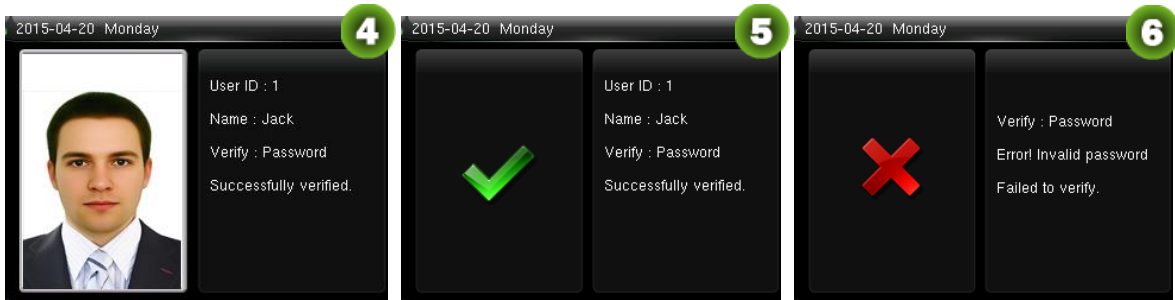 2015-04-20 Monday
4
User ID : 1
Name : Jack
Verify : Password
Successfully verified.
2015-04-20 Monday
5
User ID : 1
Name : Jack
Verify : Password
Successfully verified.
2015-04-20 Monday
6
Verify : Password
Error! Invalid password
Failed to verify.